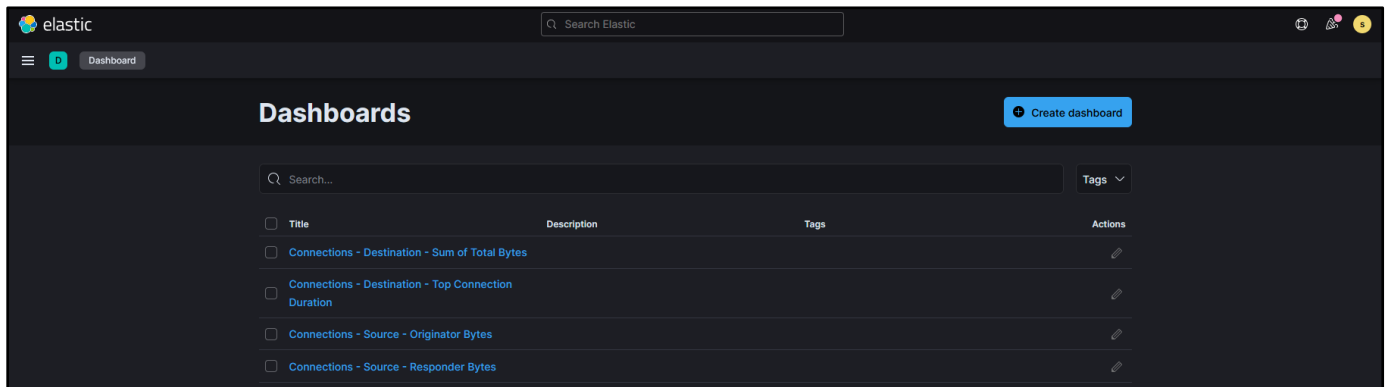 elastic
Search Elastic
s
D
Dashboard
Dashboards
Create dashboard
Search...
Tags
Title Description Tags Actions
Connections - Destination - Sum of Total Bytes
Connections - Destination - Top Connection
Duration
Connections - Source - Originator Bytes
Connections - Source - Responder Bytes